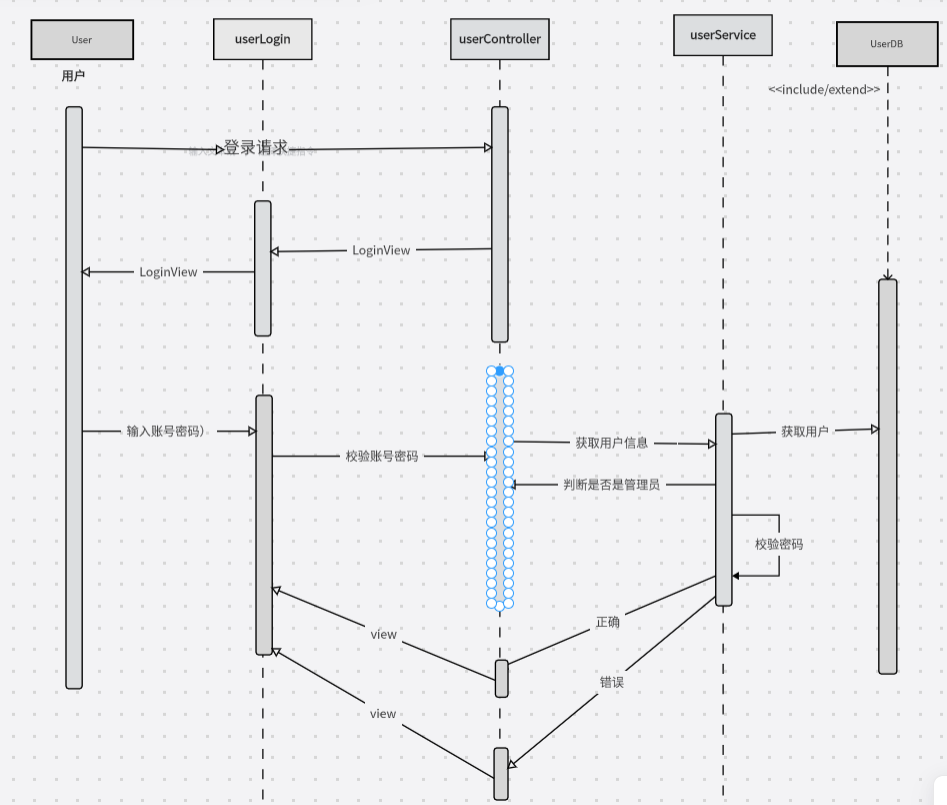 User
userLogin
userController
userService
UserDB
用户
<<include/extend>>
登录请求
LoginView
LoginView
输入账号密码）
获取用户信息
获取用户
校验账号密码
判断是否是管理员
校验密码
正确
view
错误
view